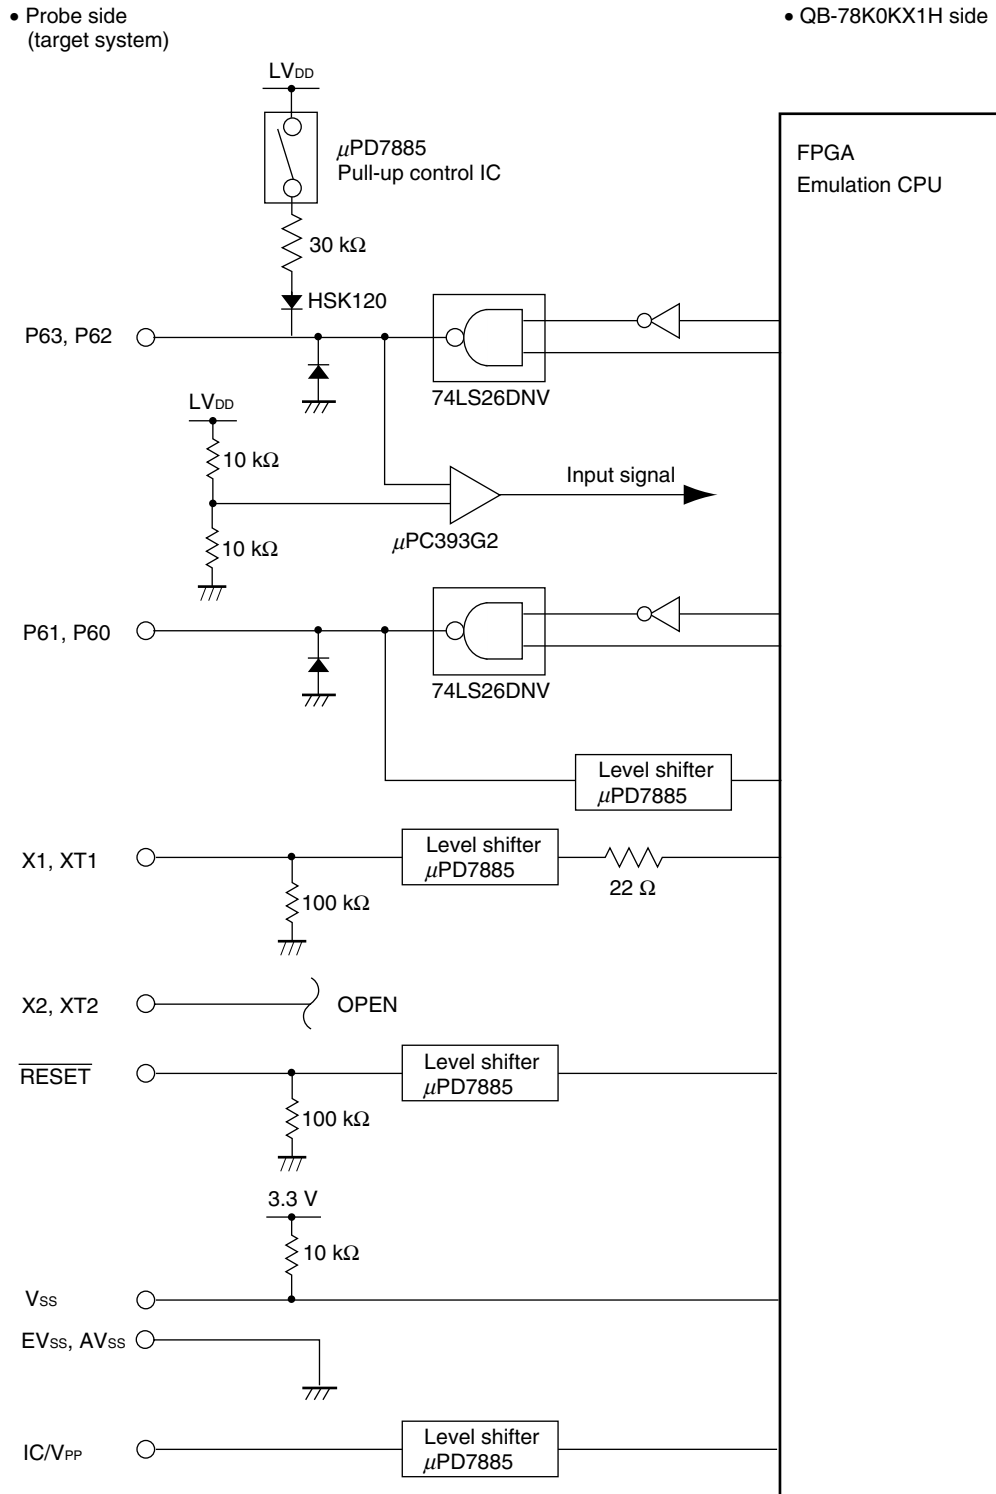 • Probe side
(target system)
• QB-78K0KX1H side
LVDD
μPD7885
Pull-up control IC
FPGA
Emulation CPU
30 kΩ
HSK120
P63, P62
74LS26DNV
LVDD
10 kΩ
Input signal
10 kΩ
μPC393G2
P61, P60
74LS26DNV
Level shifter
μPD7885
X1, XT1
Level shifter
μPD7885
22 Ω
100 kΩ
X2, XT2
OPEN
RESET
Level shifter
μPD7885
100 kΩ
3.3 V
10 kΩ
VSS
EVSS, AVSS
IC/VPP
Level shifter
μPD7885